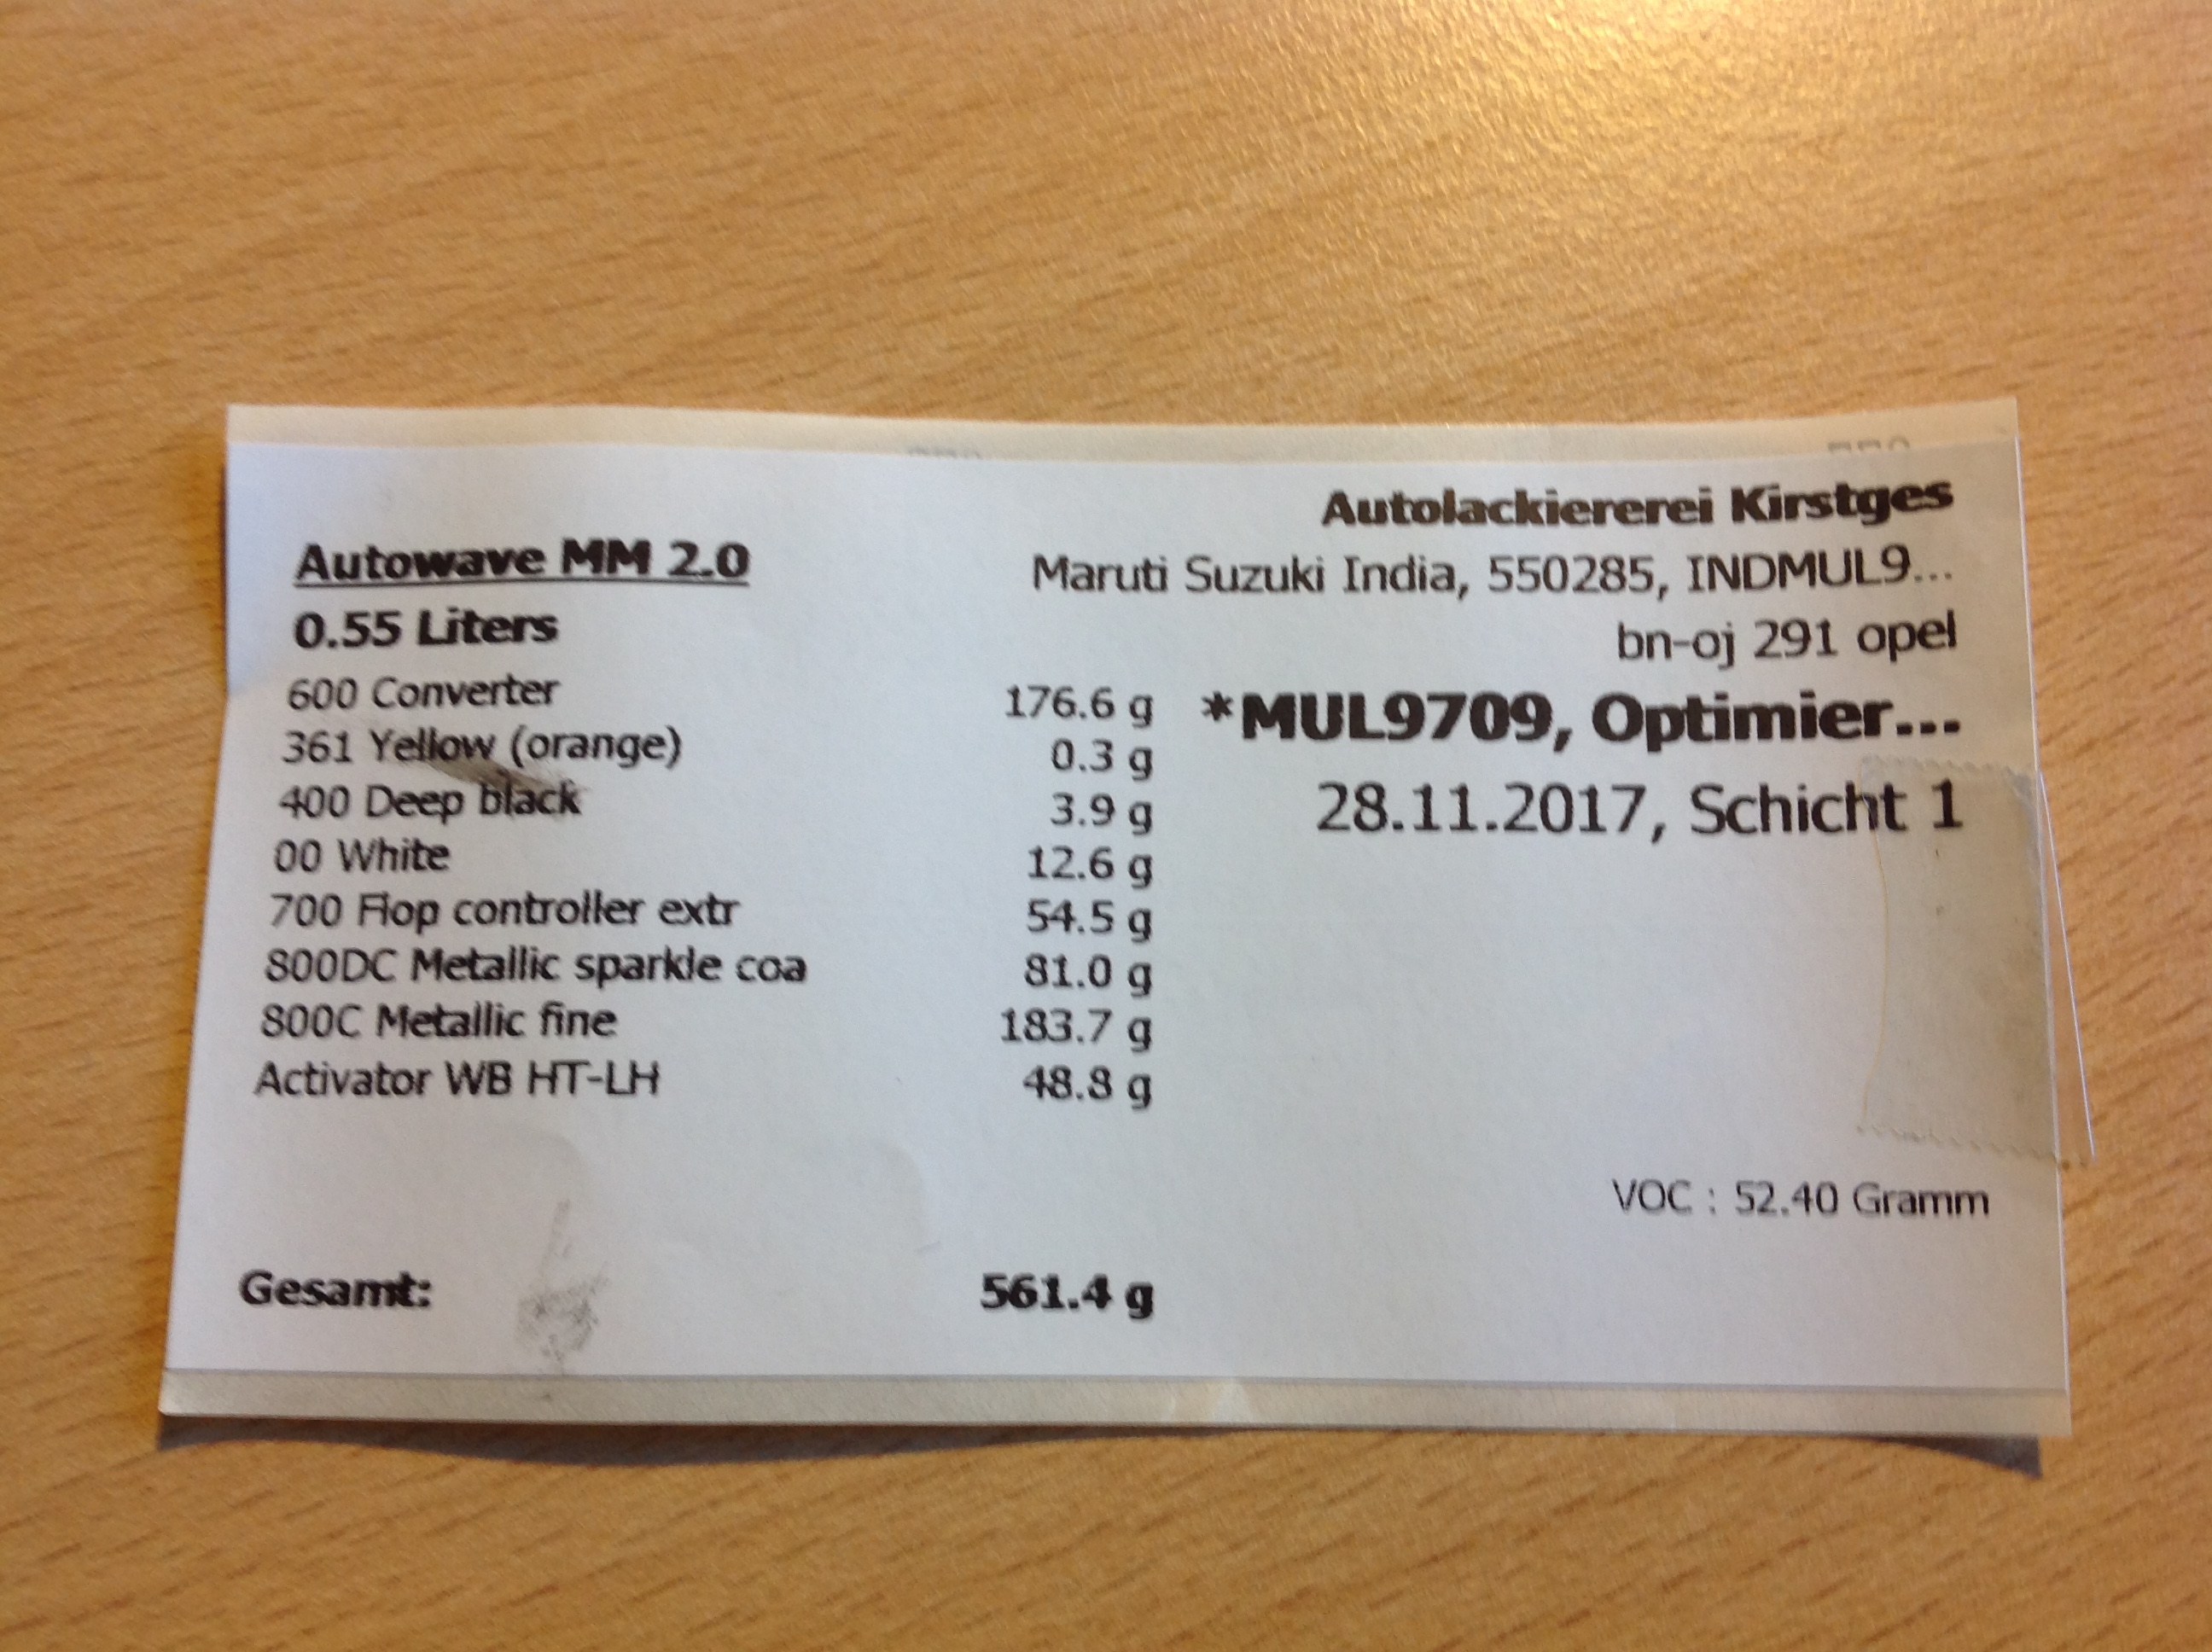 Autolackiererei Kirstges
Autowave MM 2.0
Maruti Suzuki India, 550285, INDMUL9...
0.55 Liters
bn-oj 291 opel
600 Converter 176.6 g
*MUL9709, Optimier...
361 Yellow (orange) 0.3 g
400 Deep black 3.9 g
28.11.2017, Schicht 1
00 White 12.6 g
700 Flop controller extr 54.5 g
800DC Metallic sparkle coa 81.0 g
800C Metallic fine 183.7 g
Activator WB HT-LH 48.8 g
VOC : 52.40 Gramm
Gesamt: 561.4 g